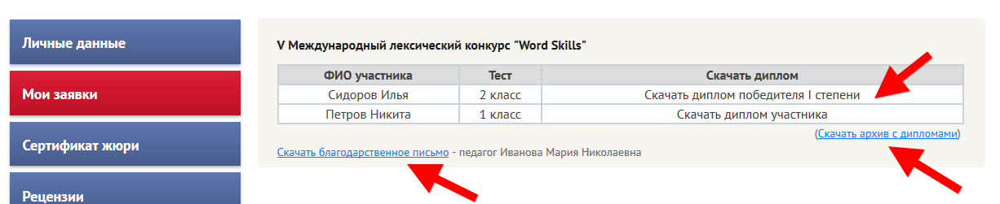 Личные данные
Мои заявки
Сертификат жюри
Рецензии
V Международный лексический конкурс "Word Skills"
ФИО участника Тест Скачать диплом
Сидоров Илья 2 класс Скачать диплом победителя I степени
Петров Никита 1 класс Скачать диплом участника
(Скачать архив с дипломами)
Скачать благодарственное письмо - педагог Иванова Мария Николаевна